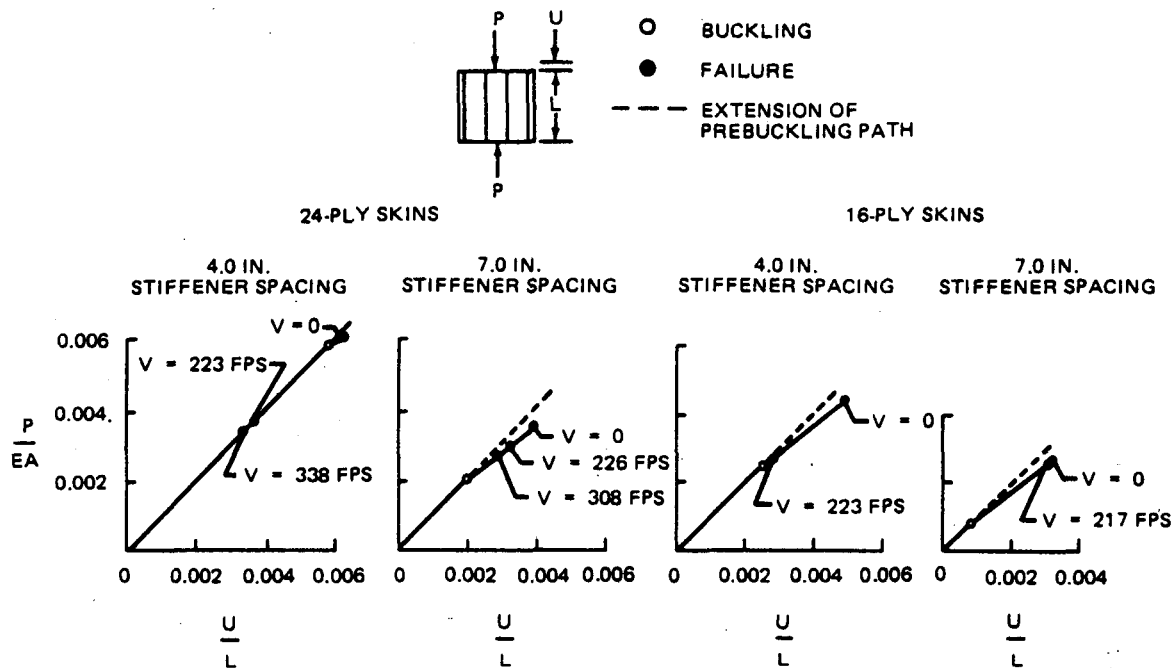 P U
BUCKLING
FAILURE
L
EXTENSION OF
PREBUCKLING PATH
P
24-PLY SKINS 16-PLY SKINS
4.0 IN. 7.0 IN. 4.0 IN. 7.0 IN.
STIFFENER SPACING STIFFENER SPACING STIFFENER SPACING STIFFENER SPACING
P
EA
0.006
0.004
0.002
V = 0
V = 223 FPS
V = 338 FPS
0 0.002 0.004 0.006
U
L
V = 0
V = 226 FPS
V = 308 FPS
0 0.002 0.004 0.006
U
L
V = 0
V = 223 FPS
0 0.002 0.004 0.006
U
L
V = 0
V = 217 FPS
0 0.002 0.004
U
L